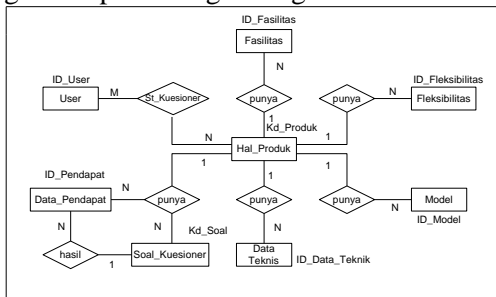 ID_Fasilitas
Fasilitas
N
ID_User
User
M
St_Kuesioner
punya
1
punya
N
ID_Fleksibilitas
Fleksibilitas
Kd_Produk
N
Hal_Produk
1
1
1
1
ID_Pendapat
Data_Pendapat
N
punya
punya
punya
N
Model
ID_Model
N
N
Kd_Soal
N
hasil
1
Soal_Kuesioner
Data
Teknis
ID_Data_Teknik